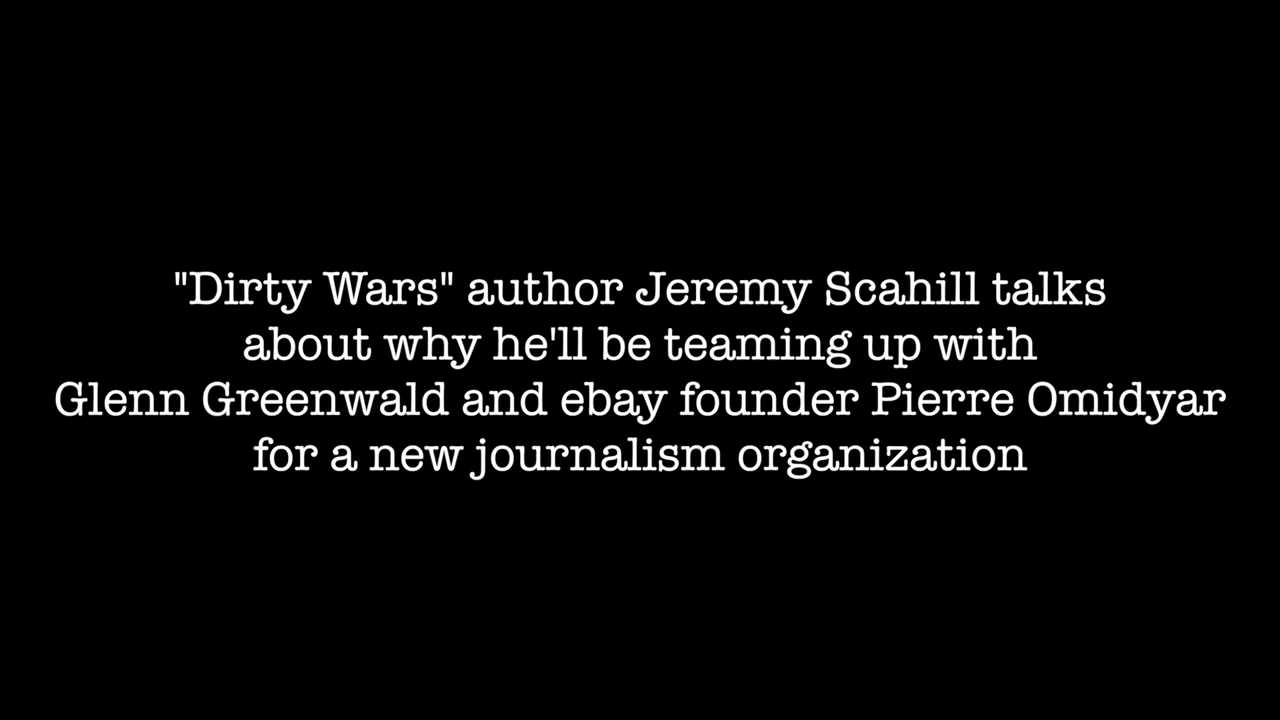 "Dirty Wars" author Jeremy Scahill talks
about why he'll be teaming up with
Glenn Greenwald and ebay founder Pierre Omidyar
for a new journalism organization